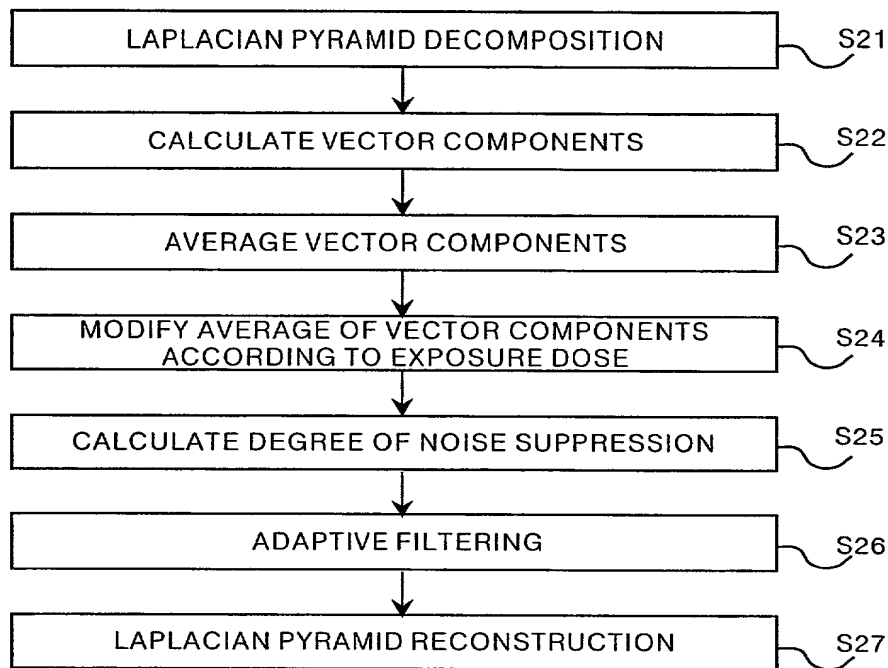 LAPLACIAN PYRAMID DECOMPOSITION
S21
CALCULATE VECTOR COMPONENTS
S22
AVERAGE VECTOR COMPONENTS
S23
MODIFY AVERAGE OF VECTOR COMPONENTS
ACCORDING TO EXPOSURE DOSE
S24
CALCULATE DEGREE OF NOISE SUPPRESSION
S25
ADAPTIVE FILTERING
S26
LAPLACIAN PYRAMID RECONSTRUCTION
S27